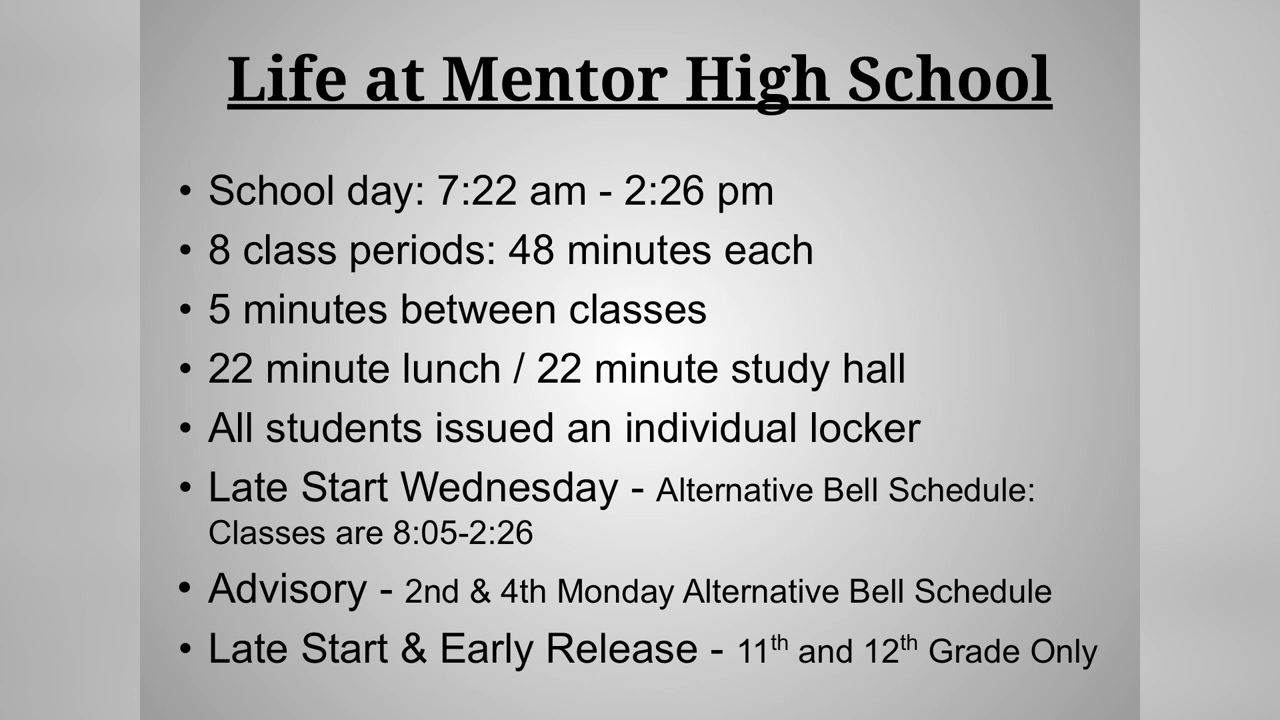 Life at Mentor High School
• School day: 7:22 am - 2:26 pm
• 8 class periods: 48 minutes each
• 5 minutes between classes
• 22 minute lunch / 22 minute study hall
• All students issued an individual locker
• Late Start Wednesday - Alternative Bell Schedule:
Classes are 8:05-2:26
• Advisory - 2nd & 4th Monday Alternative Bell Schedule
• Late Start & Early Release - 11th and 12th Grade Only